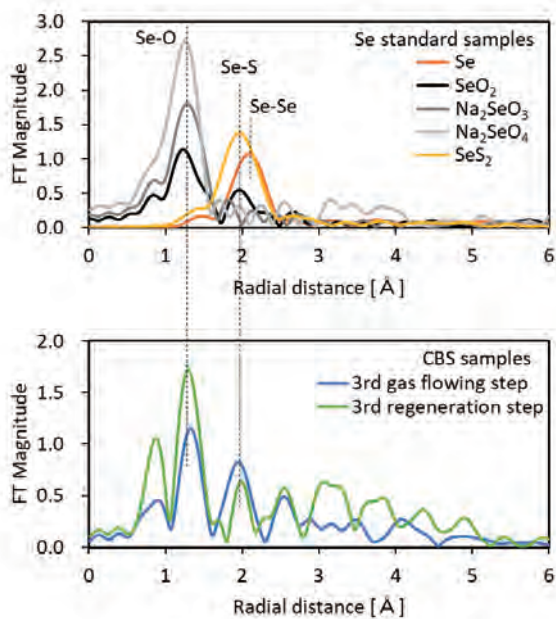 3.0
2.5
2.0
1.5
1.0
0.5
0.0
FT Magnitude
Se–O
Se–S
Se–Se
Se standard samples
Se
SeO₂
Na₂SeO₃
Na₂SeO₄
SeS₂
0 1 2 3 4 5 6
Radial distance [ Å ]
2.0
1.5
1.0
0.5
0.0
FT Magnitude
CBS samples
3rd gas flowing step
3rd regeneration step
0 1 2 3 4 5 6
Radial distance [ Å ]